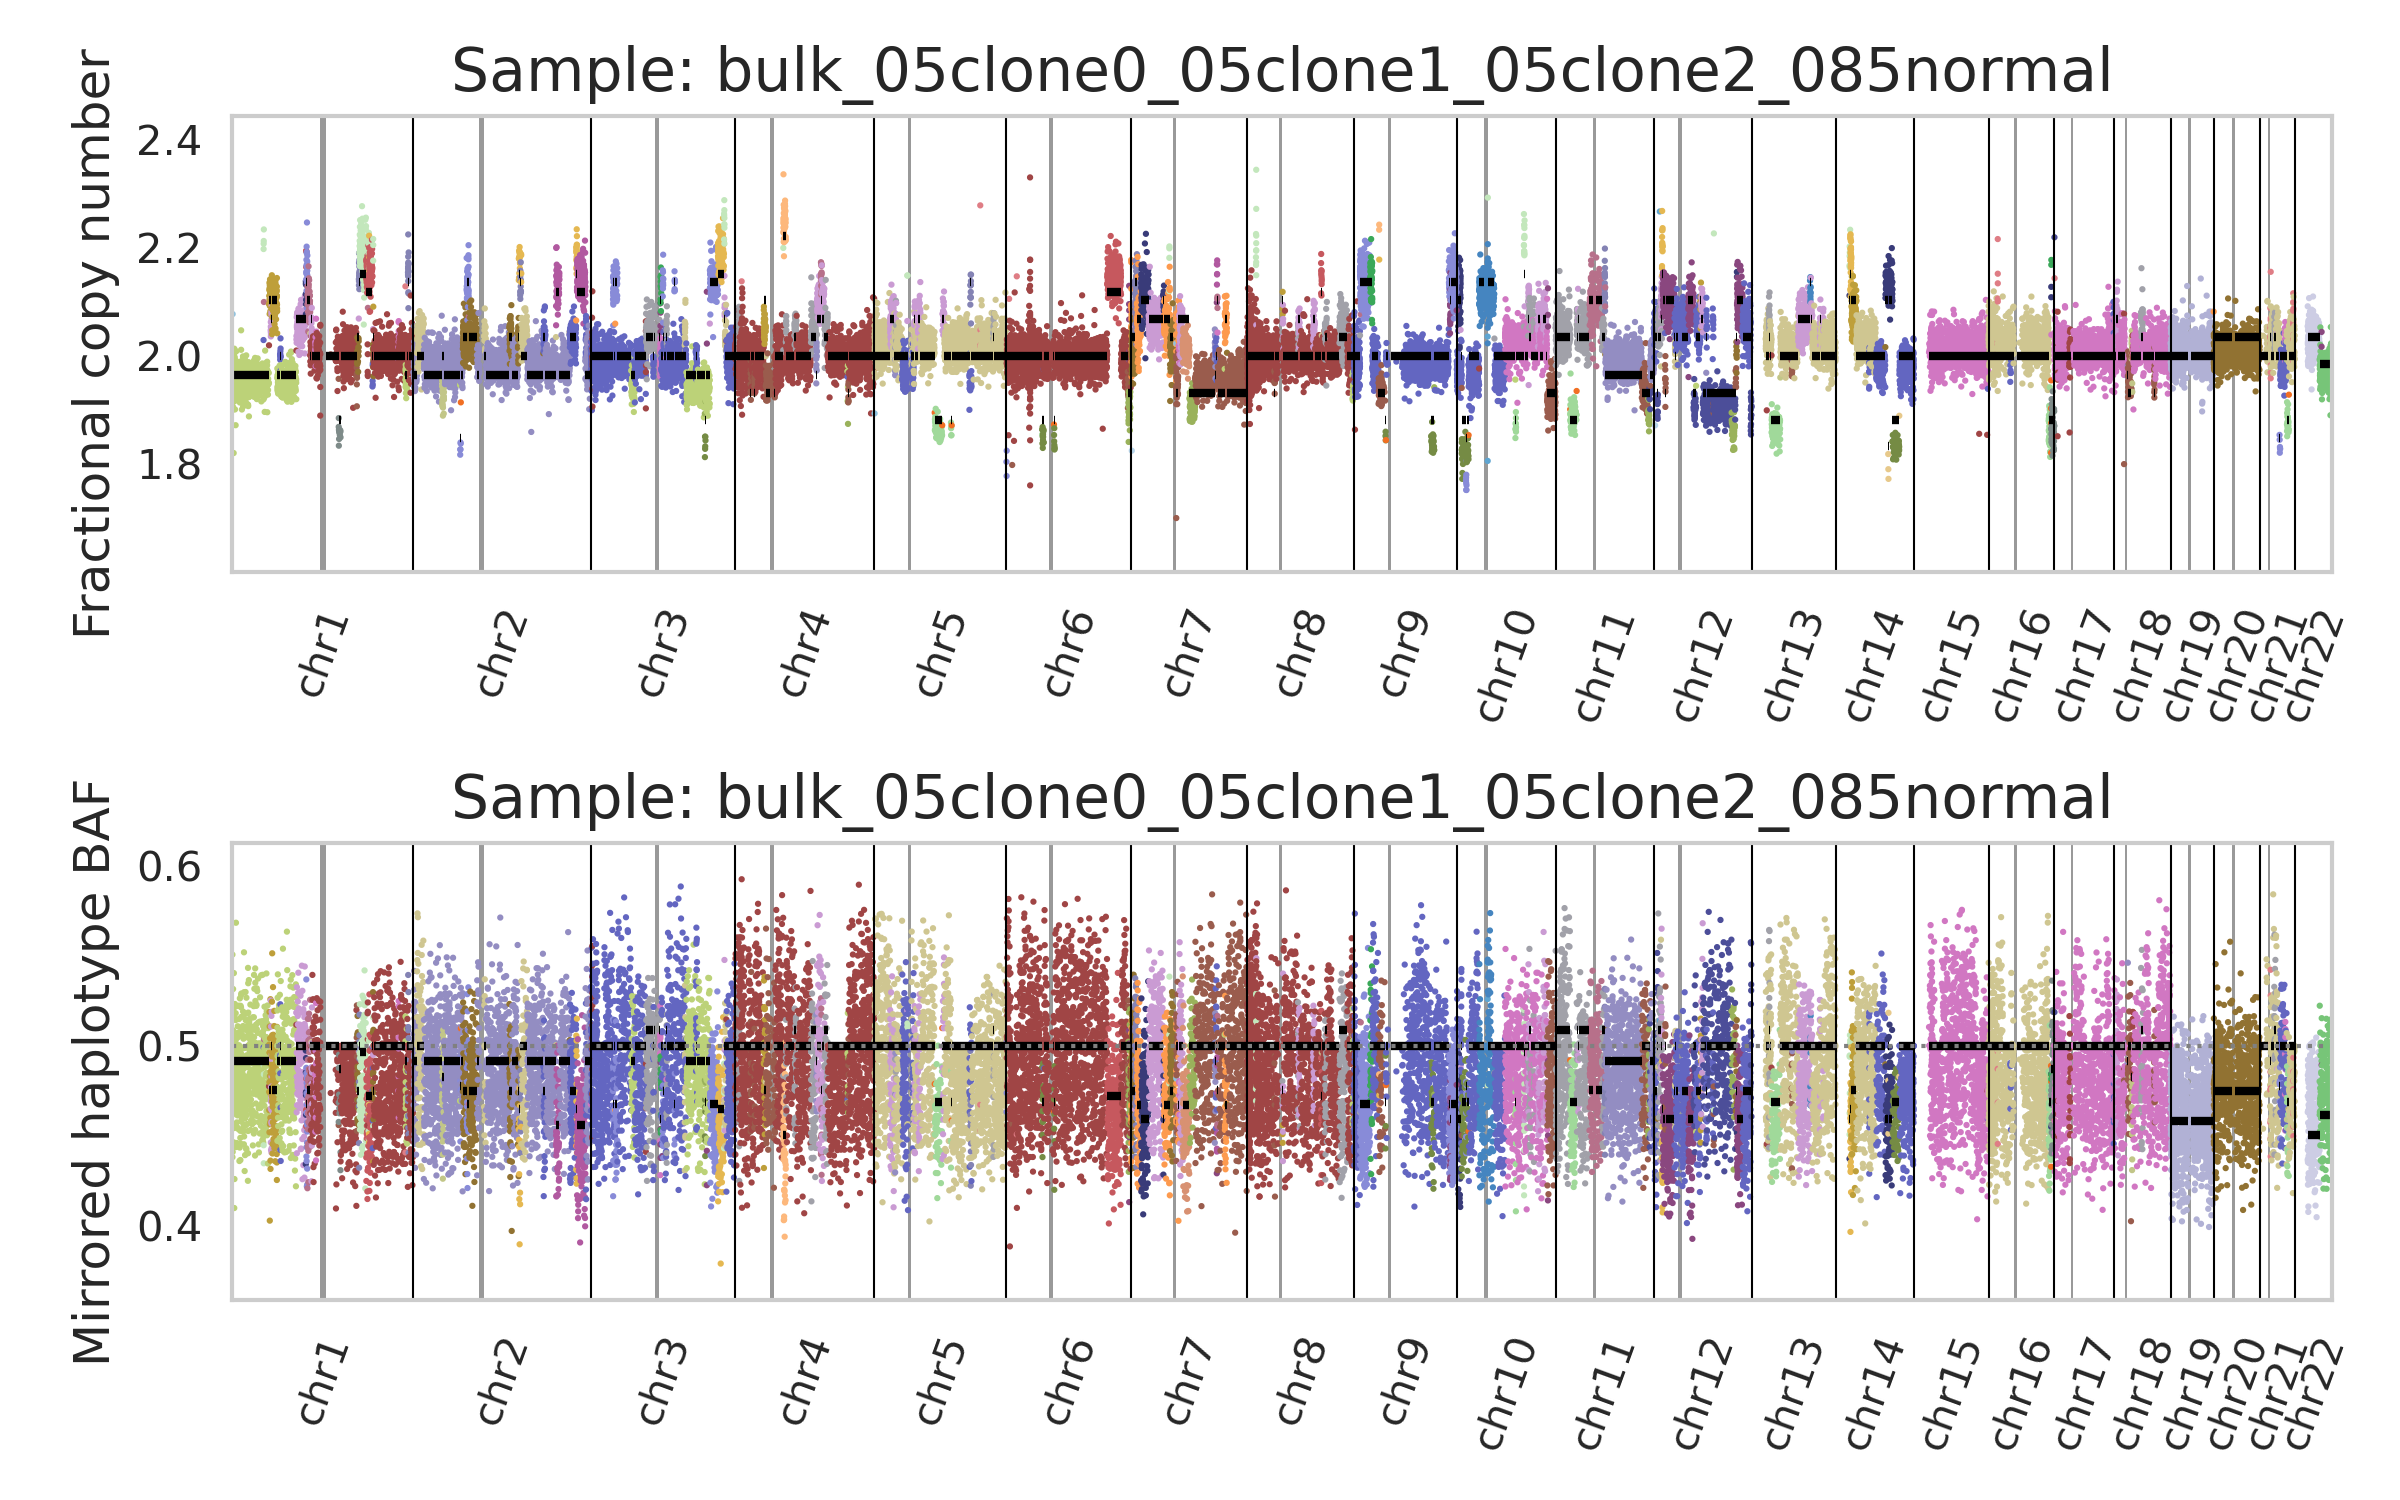 Sample: bulk_05clone0_05clone1_05clone2_085normal
Fractional copy number
2.4
2.2
2.0
1.8
chr1
chr2
chr3
chr4
chr5
chr6
chr7
chr8
chr9
chr10
chr11
chr12
chr13
chr14
chr15
chr16
chr17
chr18
chr19
chr20
chr21
chr22
Sample: bulk_05clone0_05clone1_05clone2_085normal
Mirrored haplotype BAF
0.6
0.5
0.4
chr1
chr2
chr3
chr4
chr5
chr6
chr7
chr8
chr9
chr10
chr11
chr12
chr13
chr14
chr15
chr16
chr17
chr18
chr19
chr20
chr21
chr22